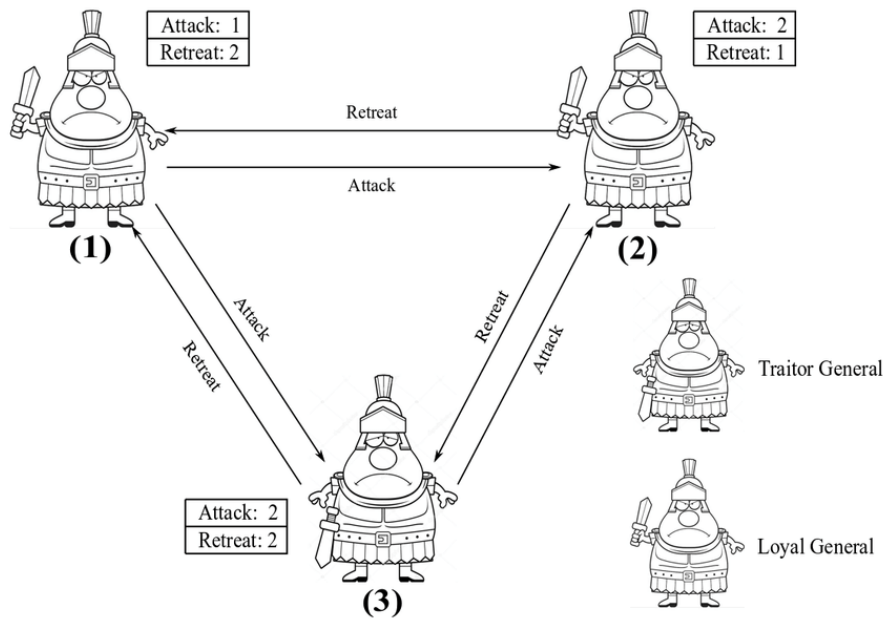 Attack: 1
Retreat: 2
Attack: 2
Retreat: 1
Retreat
Attack
(1)
(2)
Attack
Retreat
Retreat
Attack
Traitor General
Attack: 2
Retreat: 2
Loyal General
(3)